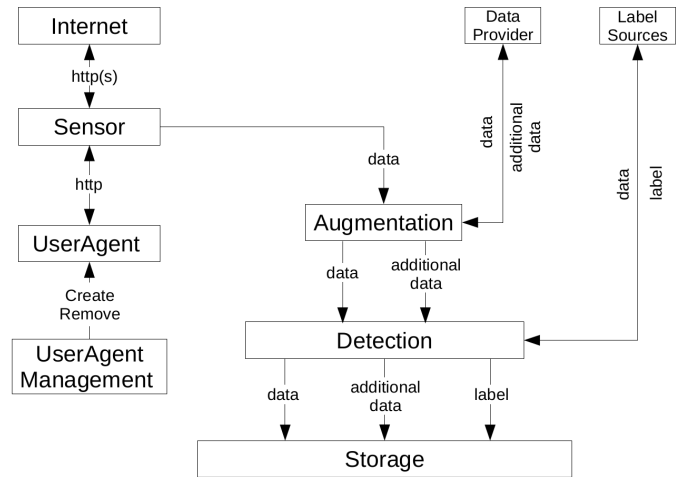 Internet
Data
Provider
Label
Sources
http(s)
Sensor
data
additional
data
data
label
data
http
Augmentation
UserAgent
data
additional
data
Create
Remove
Detection
UserAgent
Management
data
additional
data
label
Storage